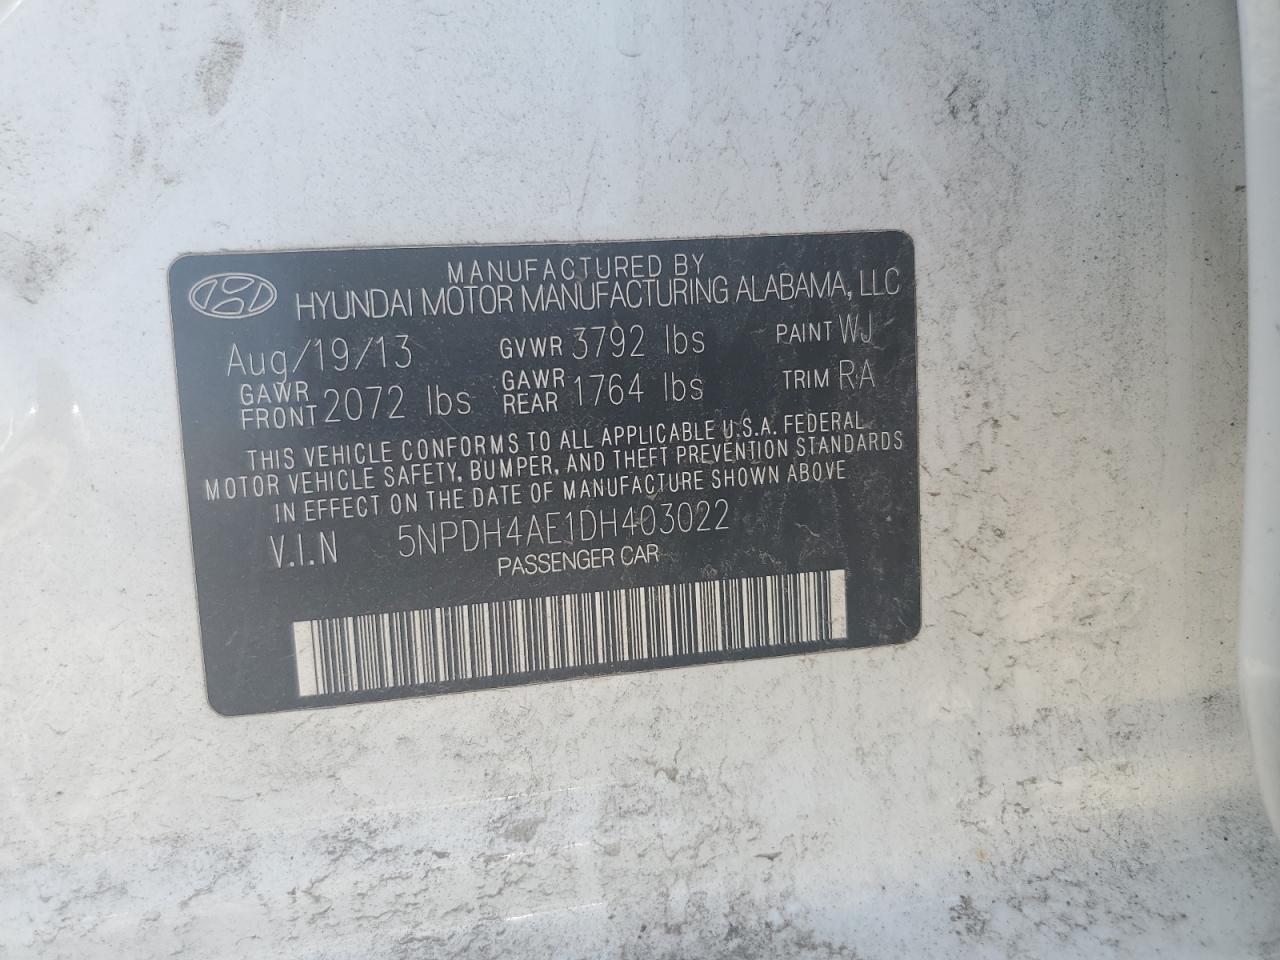 MANUFACTURED BY
HYUNDAI MOTOR MANUFACTURING ALABAMA, LLC
Aug/19/13 GVWR 3792 lbs PAINT WJ
GAWR FRONT 2072 lbs GAWR REAR 1764 lbs TRIM RA
THIS VEHICLE CONFORMS TO ALL APPLICABLE U.S.A. FEDERAL
MOTOR VEHICLE SAFETY, BUMPER, AND THEFT PREVENTION STANDARDS
IN EFFECT ON THE DATE OF MANUFACTURE SHOWN ABOVE
V.I.N 5NPDH4AE1DH403022
PASSENGER CAR